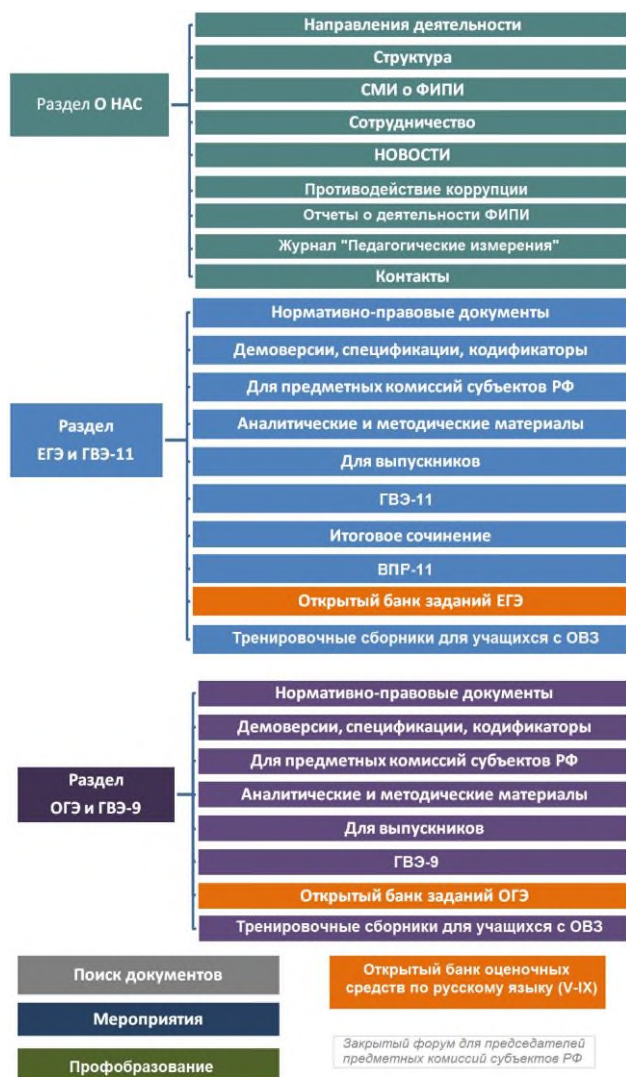 Раздел О НАС
Направления деятельности
Структура
СМИ о ФИПИ
Сотрудничество
НОВОСТИ
Противодействие коррупции
Отчеты о деятельности ФИПИ
Журнал "Педагогические измерения"
Контакты
Раздел
ЕГЭ и ГВЭ-11
Нормативно-правовые документы
Демоверсии, спецификации, кодификаторы
Для предметных комиссий субъектов РФ
Аналитические и методические материалы
Для выпускников
ГВЭ-11
Итоговое сочинение
ВПР-11
Открытый банк заданий ЕГЭ
Тренировочные сборники для учащихся с ОВЗ
Раздел
ОГЭ и ГВЭ-9
Нормативно-правовые документы
Демоверсии, спецификации, кодификаторы
Для предметных комиссий субъектов РФ
Аналитические и методические материалы
Для выпускников
ГВЭ-9
Открытый банк заданий ОГЭ
Тренировочные сборники для учащихся с ОВЗ
Поиск документов
Мероприятия
Профобразование
Открытый банк оценочных
средств по русскому языку (V-IX)
Закрытый форум для председателей
предметных комиссий субъектов РФ